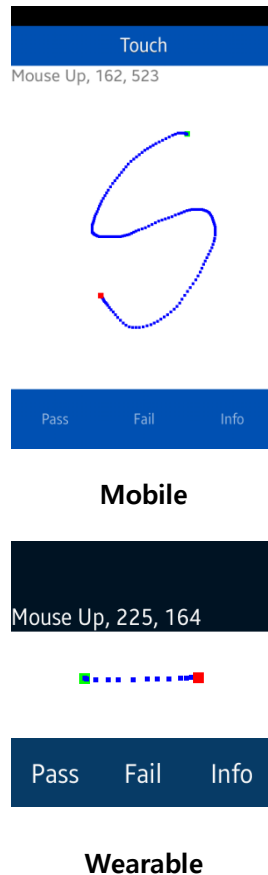 Touch
Mouse Up, 162, 523
Pass Fail Info
Mobile
Mouse Up, 225, 164
Pass Fail Info
Wearable